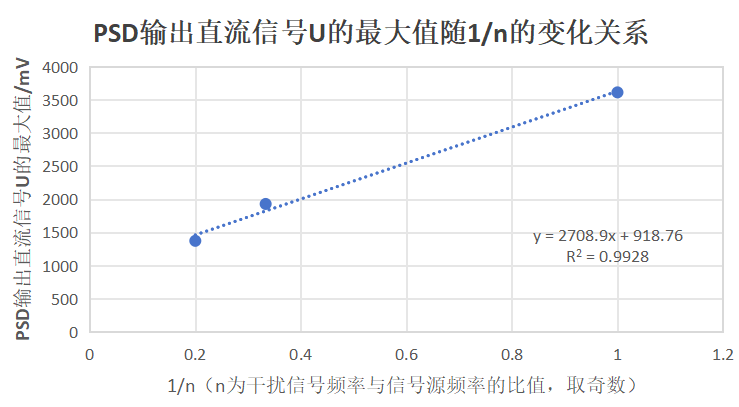 PSD输出直流信号U的最大值随1/n的变化关系
PSD输出直流信号U的最大值/mV
4000
3500
3000
2500
2000
1500
1000
500
0
y = 2708.9x + 918.76
R² = 0.9928
0 0.2 0.4 0.6 0.8 1 1.2
1/n（n为干扰信号频率与信号源频率的比值，取奇数）